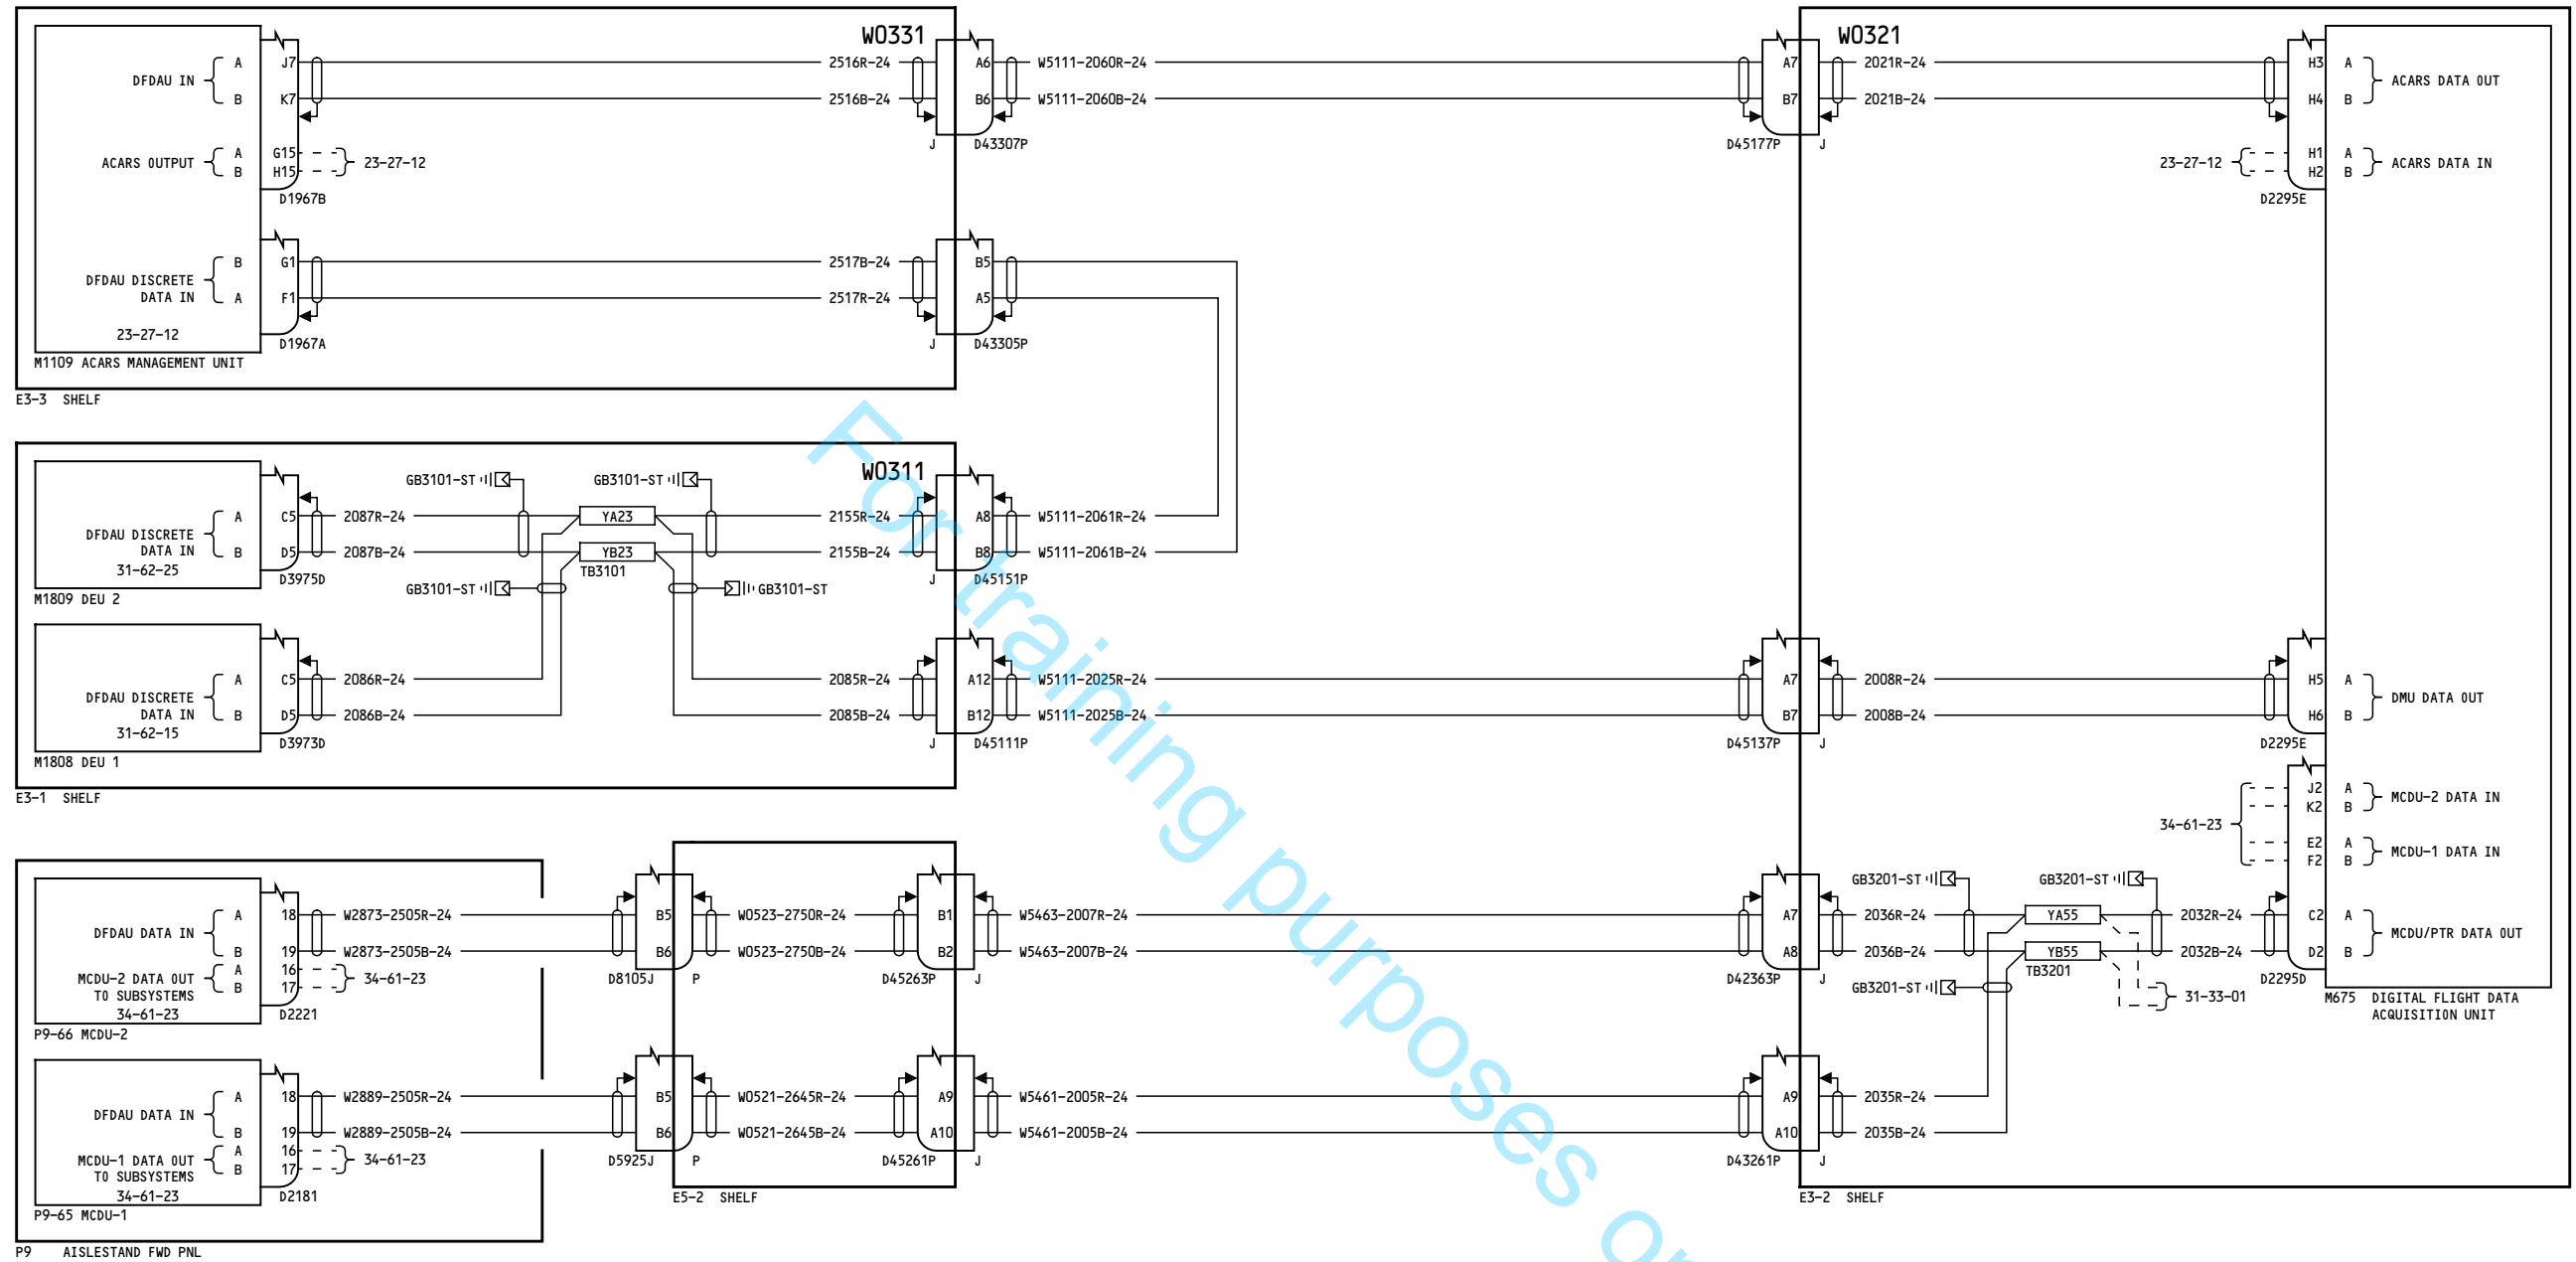 W0331
W0321
DFDAU IN
A
J7
2516R-24
A6
W5111-2060R-24
A7
2021R-24
H3
A
ACARS DATA OUT
B
K7
2516B-24
B6
W5111-2060B-24
B7
2021B-24
H4
B
J
D43307P
D45177P
J
ACARS OUTPUT
A
G15
B
H15
23-27-12
D1967B
23-27-12
H1
A
H2
B
ACARS DATA IN
D2295E
B
G1
2517B-24
B5
DFDAU DISCRETE
DATA IN
A
F1
2517R-24
A5
23-27-12
D1967A
J
D43305P
M1109 ACARS MANAGEMENT UNIT
E3-3 SHELF
W0311
GB3101-ST
GB3101-ST
A
C5
2087R-24
YA23
2155R-24
A8
W5111-2061R-24
DFDAU DISCRETE
DATA IN
B
D5
2087B-24
YB23
2155B-24
B8
W5111-2061B-24
31-62-25
D3975D
TB3101
J
D45151P
GB3101-ST
GB3101-ST
M1809 DEU 2
A
C5
2086R-24
2085R-24
A12
W5111-2025R-24
A7
2008R-24
H5
A
DFDAU DISCRETE
DATA IN
DMU DATA OUT
B
D5
2086B-24
2085B-24
B12
W5111-2025B-24
B7
2008B-24
H6
B
31-62-15
D3973D
J
D45111P
D45137P
J
D2295E
M1808 DEU 1
E3-1 SHELF
J2
A
K2
B
MCDU-2 DATA IN
34-61-23
E2
A
F2
B
MCDU-1 DATA IN
GB3201-ST
GB3201-ST
A
18
W2873-2505R-24
B5
W0523-2750R-24
B1
W5463-2007R-24
A7
2036R-24
YA55
2032R-24
C2
A
DFDAU DATA IN
MCDU/PTR DATA OUT
B
19
W2873-2505B-24
B6
W0523-2750B-24
B2
W5463-2007B-24
A8
2036B-24
YB55
2032B-24
D2
B
MCDU-2 DATA OUT
TO SUBSYSTEMS
A
16
B
17
34-61-23
D8105J
P
D45263P
J
D42363P
J
TB3201
D2295D
GB3201-ST
31-33-01
34-61-23
D2221
P9-66 MCDU-2
M675 DIGITAL FLIGHT DATA
ACQUISITION UNIT
A
18
W2889-2505R-24
B5
W0521-2645R-24
A9
W5461-2005R-24
A9
2035R-24
DFDAU DATA IN
B
19
W2889-2505B-24
B6
W0521-2645B-24
A10
W5461-2005B-24
A10
2035B-24
MCDU-1 DATA OUT
TO SUBSYSTEMS
A
16
B
17
34-61-23
D5925J
P
D45261P
J
D43261P
J
34-61-23
D2181
P9-65 MCDU-1
E5-2 SHELF
E3-2 SHELF
P9 AISLESTAND FWD PNL
For training purposes